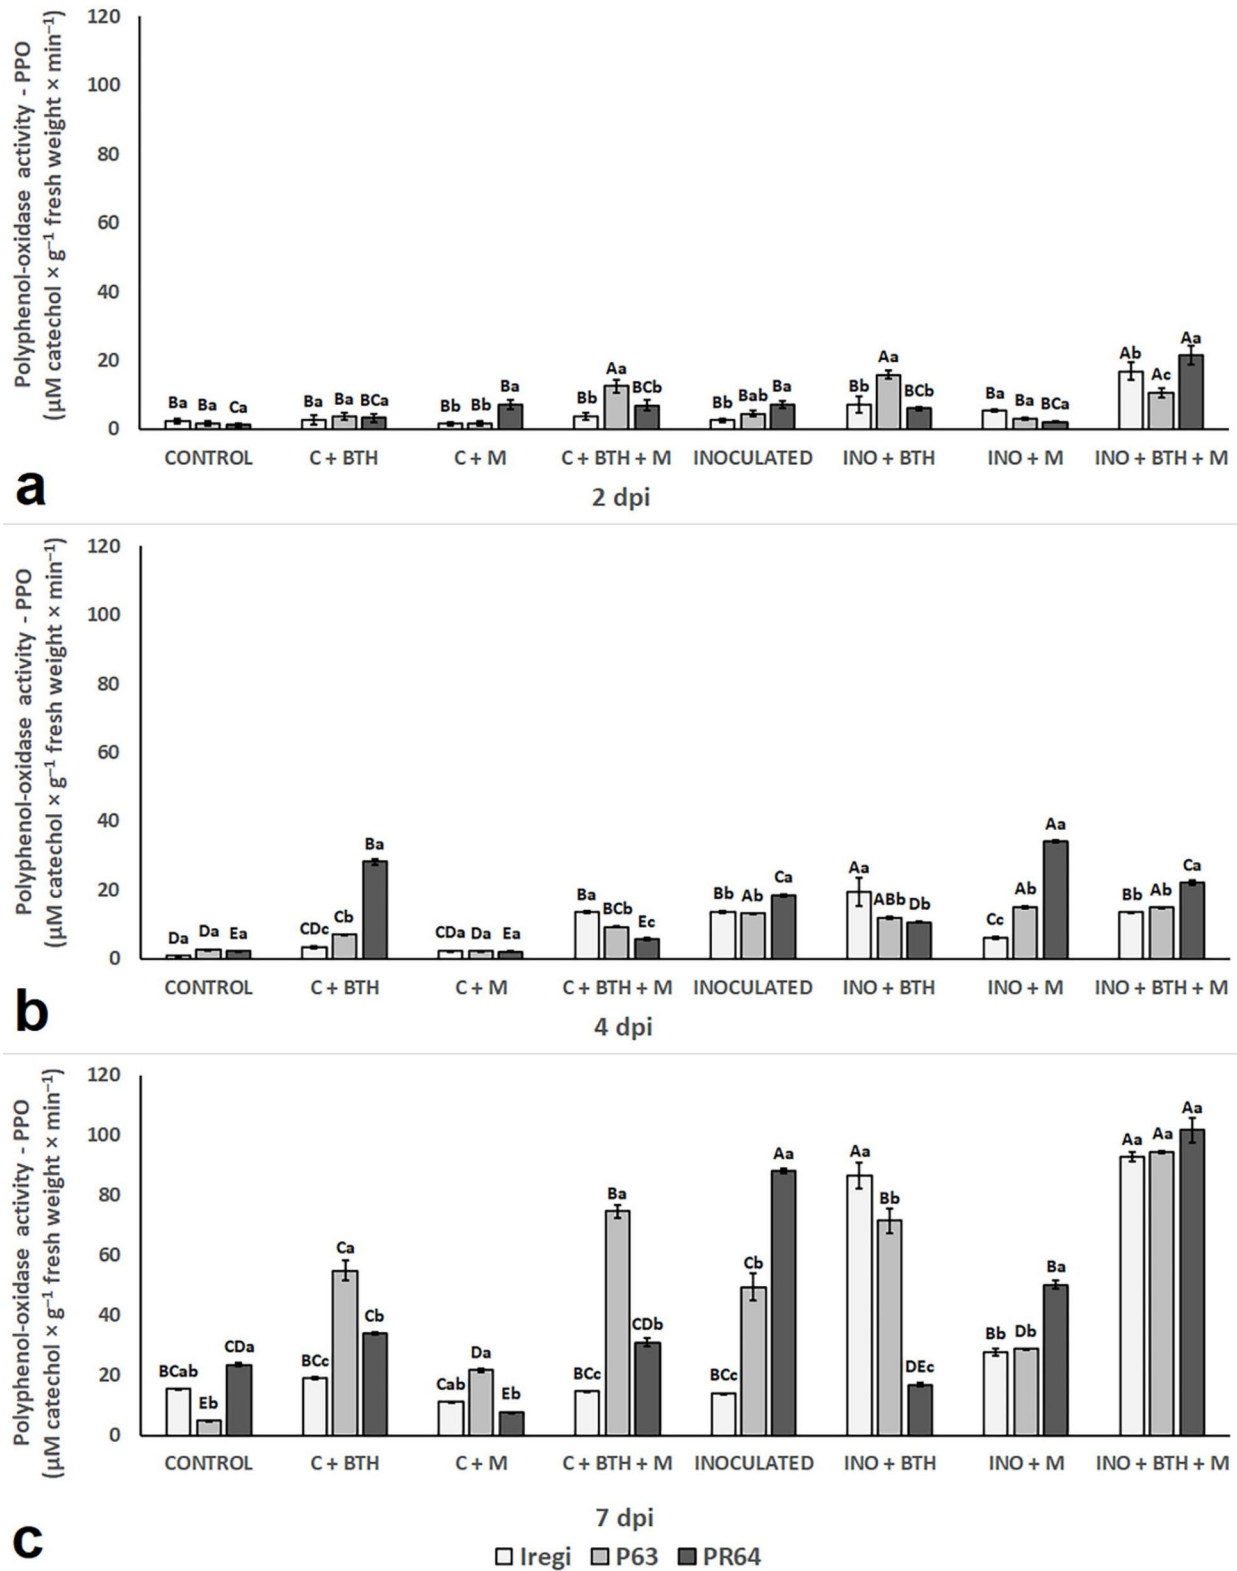 Polyphenol-oxidase activity - PPO
(µM catechol × g⁻¹ fresh weight × min⁻¹)
120
100
80
60
40
20
0
Ba Ba Ca
Ba Ba BCa
Bb Bb Ba
Bb Aa BCb
Bb Bab Ba
Bb Aa BCb
Ba Ba BCa
Ab Ac Aa
CONTROL C + BTH C + M C + BTH + M INOCULATED INO + BTH INO + M INO + BTH + M
a
2 dpi
Polyphenol-oxidase activity - PPO
(µM catechol × g⁻¹ fresh weight × min⁻¹)
120
100
80
60
40
20
0
Da Da Ea
CDc Cb Ba
CDa Da Ea
Ba BCb Ec
Bb Ab Ca
Aa ABb Db
Cc Ab Aa
Bb Ab Ca
CONTROL C + BTH C + M C + BTH + M INOCULATED INO + BTH INO + M INO + BTH + M
b
4 dpi
Polyphenol-oxidase activity - PPO
(µM catechol × g⁻¹ fresh weight × min⁻¹)
120
100
80
60
40
20
0
BCab Eb CDa
BCc Ca Cb
Cab Da Eb
BCc Ba CDb
BCc Cb Aa
Aa Bb DEc
Bb Db Ba
Aa Aa Aa
CONTROL C + BTH C + M C + BTH + M INOCULATED INO + BTH INO + M INO + BTH + M
c
7 dpi
Iregi P63 PR64